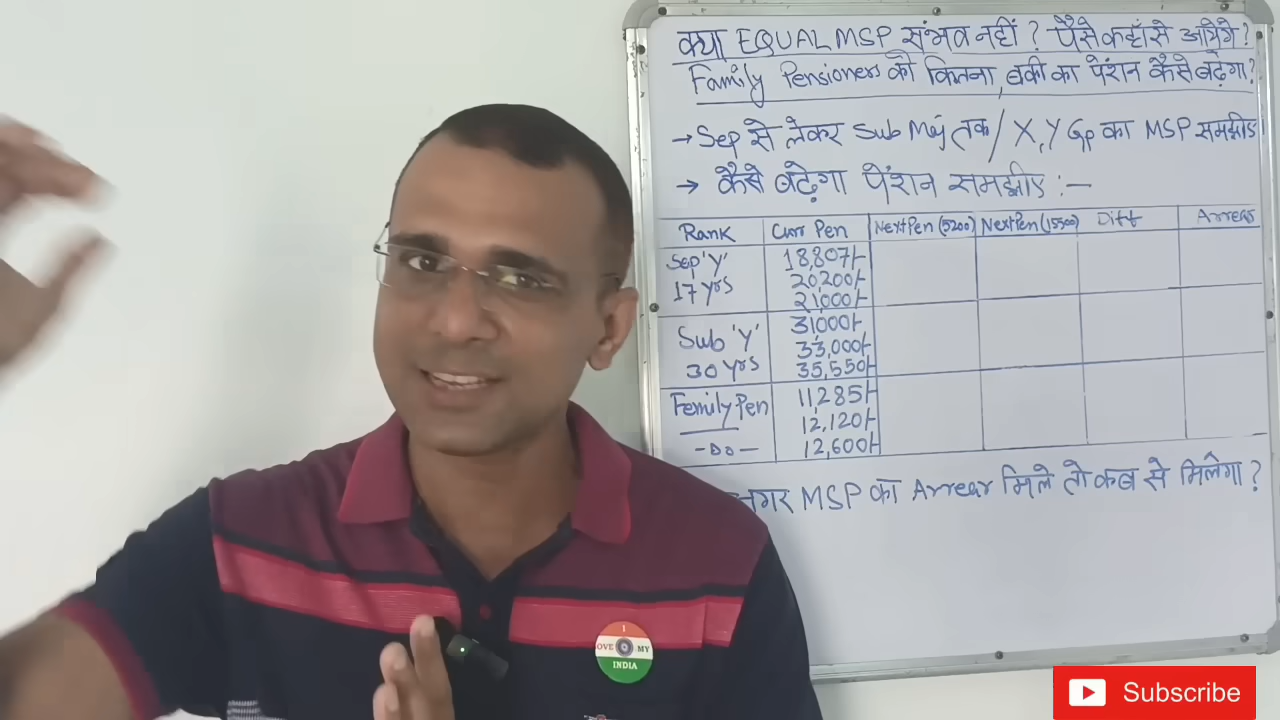 क्या EQUAL MSP संभव नहीं ? पैसे कहाँ से आयेंगे ?
Family Pensioners को कितना, बाकी का पेंशन कैसे बढ़ेगा ?
→ Sep से लेकर Sub Maj तक / X, Y Gp का MSP समझीए
→ कैसे बढ़ेगा पेंशन समझीए :—
Rank Curr Pen Next Pen (5200) Next Pen (15500) Diff Arrears
Sep 'Y' 18,807/-
17 yrs 20,200/-
21,000/-
Sub 'Y' 31,000/-
33,000/-
30 yrs 35,550/-
Family Pen 11,285/-
12,120/-
-Do- 12,600/-
अगर MSP का Arrear मिले तो कब से मिलेगा ?
I
LOVE MY
INDIA
Subscribe